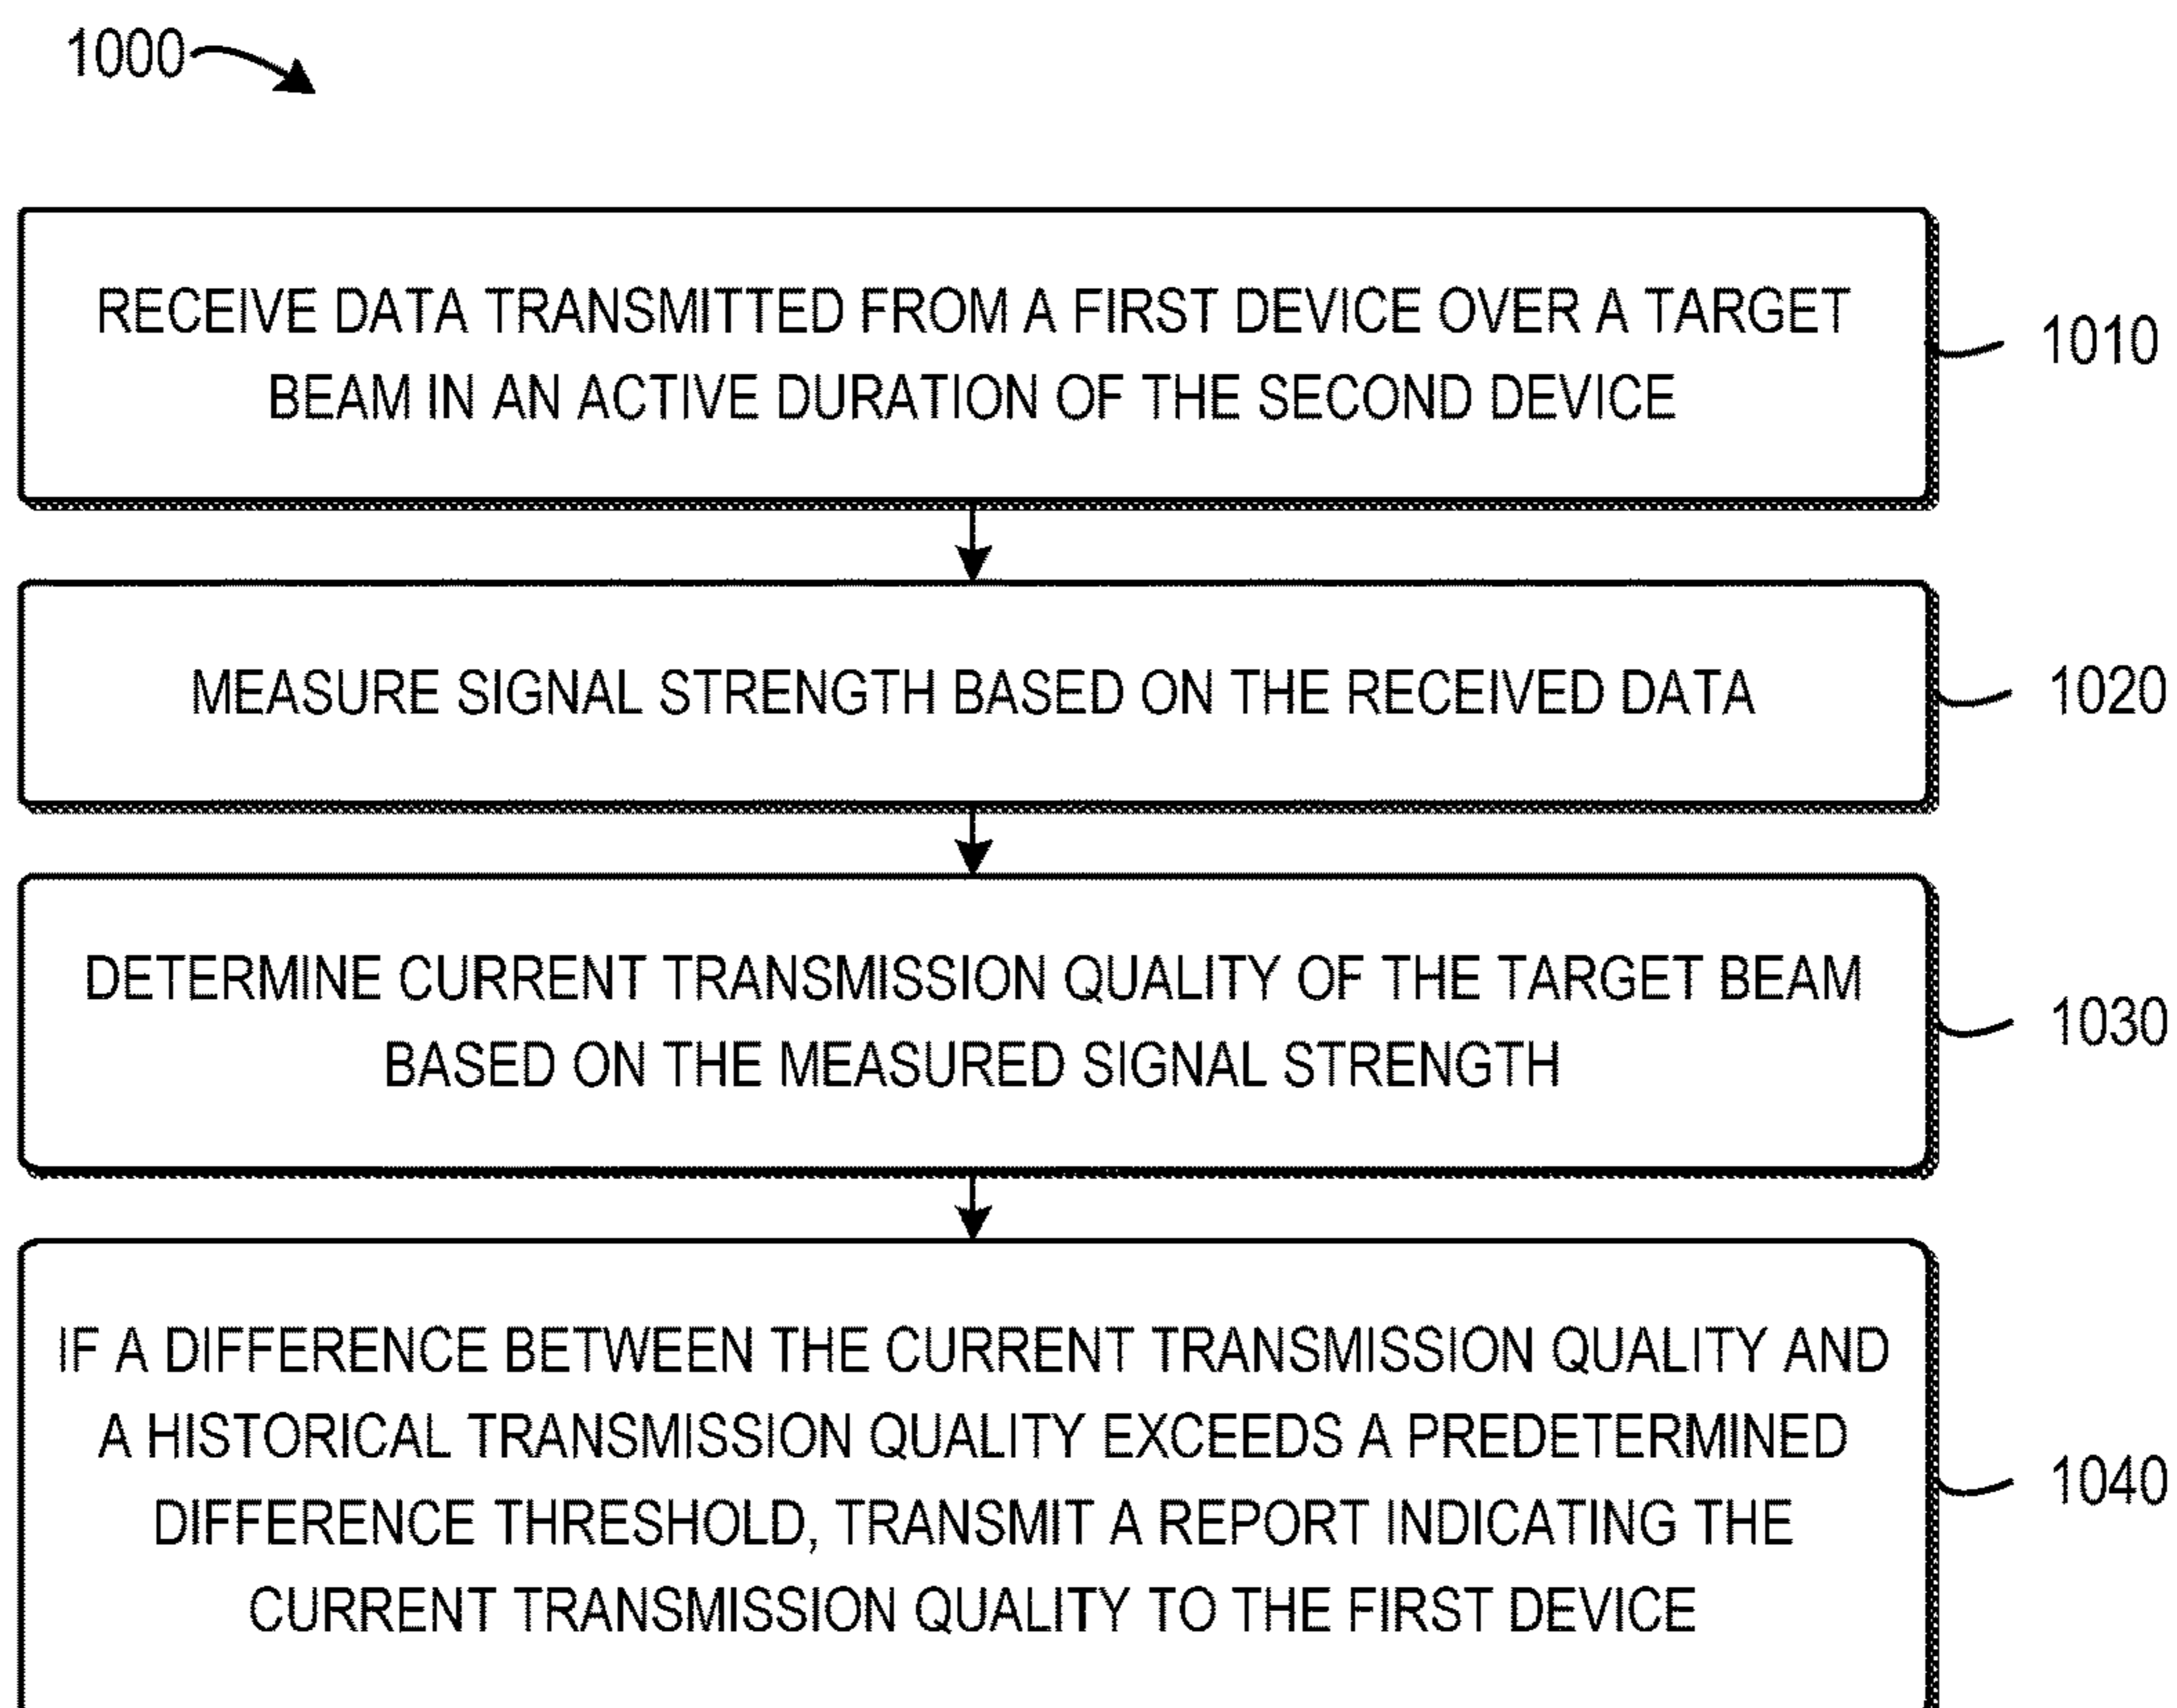 1000
RECEIVE DATA TRANSMITTED FROM A FIRST DEVICE OVER A TARGET
BEAM IN AN ACTIVE DURATION OF THE SECOND DEVICE
1010
MEASURE SIGNAL STRENGTH BASED ON THE RECEIVED DATA
1020
DETERMINE CURRENT TRANSMISSION QUALITY OF THE TARGET BEAM
BASED ON THE MEASURED SIGNAL STRENGTH
1030
IF A DIFFERENCE BETWEEN THE CURRENT TRANSMISSION QUALITY AND
A HISTORICAL TRANSMISSION QUALITY EXCEEDS A PREDETERMINED
DIFFERENCE THRESHOLD, TRANSMIT A REPORT INDICATING THE
CURRENT TRANSMISSION QUALITY TO THE FIRST DEVICE
1040